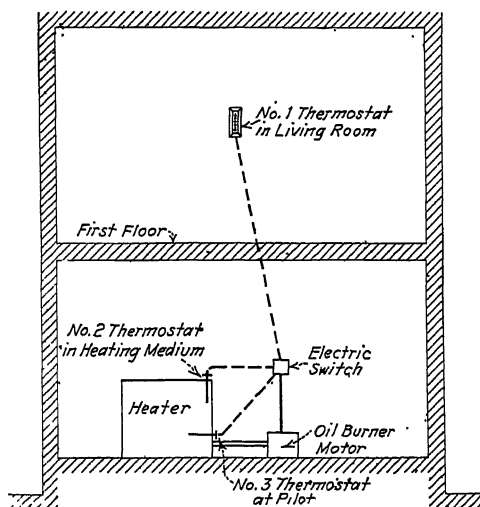 No. 1 Thermostat
in Living Room
First Floor
No. 2 Thermostat
in Heating Medium
Electric
Switch
Heater
Oil Burner
Motor
No. 3 Thermostat
at Pilot